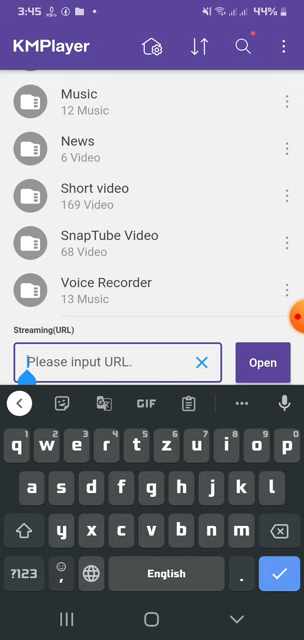 3:45 0 KB/s 44%
KMPlayer
Music
12 Music
News
6 Video
Short video
169 Video
SnapTube Video
68 Video
Voice Recorder
13 Music
Streaming(URL)
Please input URL.
Open
GIF
q w e r t z u i o p
1 2 3 4 5 6 7 8 9 0
a s d f g h j k l
y x c v b n m
?123 , English .